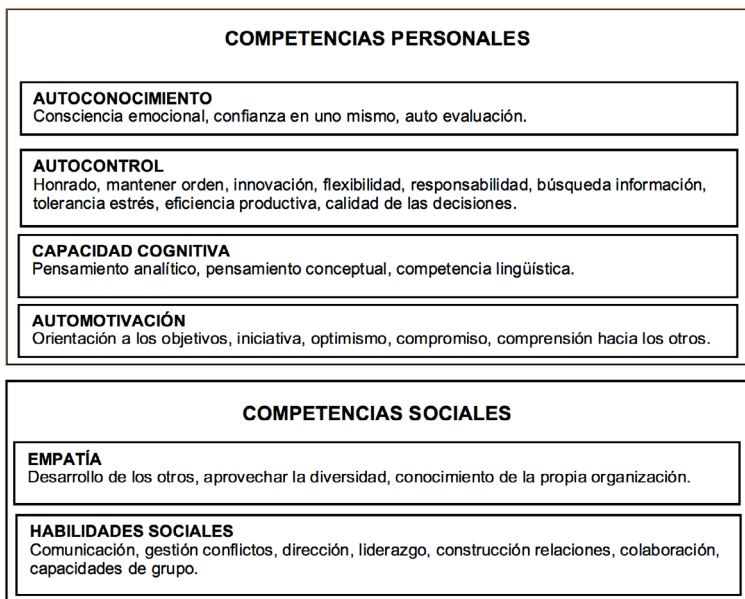 COMPETENCIAS PERSONALES
AUTOCONOCIMIENTO
Consciencia emocional, confianza en uno mismo, auto evaluación.
AUTOCONTROL
Honrado, mantener orden, innovación, flexibilidad, responsabilidad, búsqueda información,
tolerancia estrés, eficiencia productiva, calidad de las decisiones.
CAPACIDAD COGNITIVA
Pensamiento analítico, pensamiento conceptual, competencia lingüística.
AUTOMOTIVACIÓN
Orientación a los objetivos, iniciativa, optimismo, compromiso, comprensión hacia los otros.
COMPETENCIAS SOCIALES
EMPATÍA
Desarrollo de los otros, aprovechar la diversidad, conocimiento de la propia organización.
HABILIDADES SOCIALES
Comunicación, gestión conflictos, dirección, liderazgo, construcción relaciones, colaboración,
capacidades de grupo.